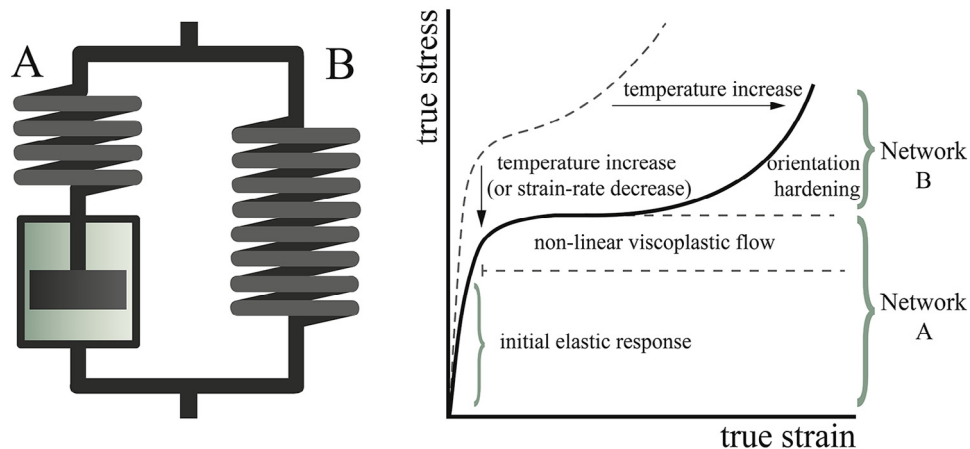 A
B
true stress
temperature increase
temperature increase
(or strain-rate decrease)
orientation
hardening
Network
B
non-linear viscoplastic flow
initial elastic response
Network
A
true strain